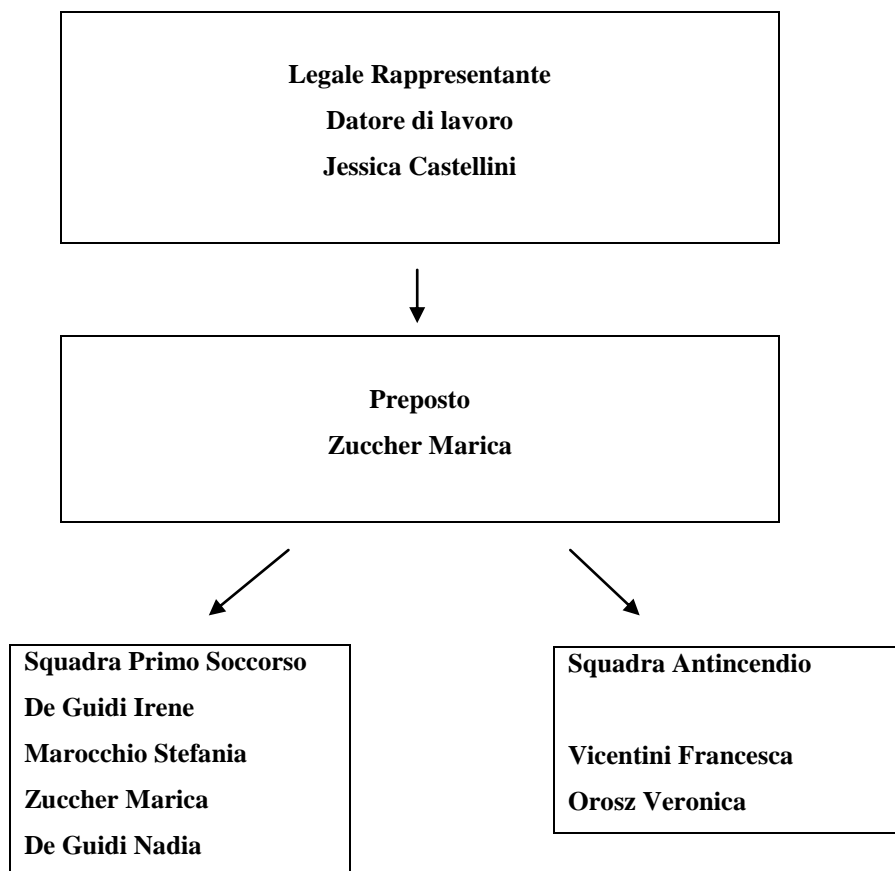 Legale Rappresentante
Datore di lavoro
Jessica Castellini
Preposto
Zuccher Marica
Squadra Primo Soccorso
De Guidi Irene
Marocchio Stefania
Zuccher Marica
De Guidi Nadia
Squadra Antincendio
Vicentini Francesca
Orosz Veronica